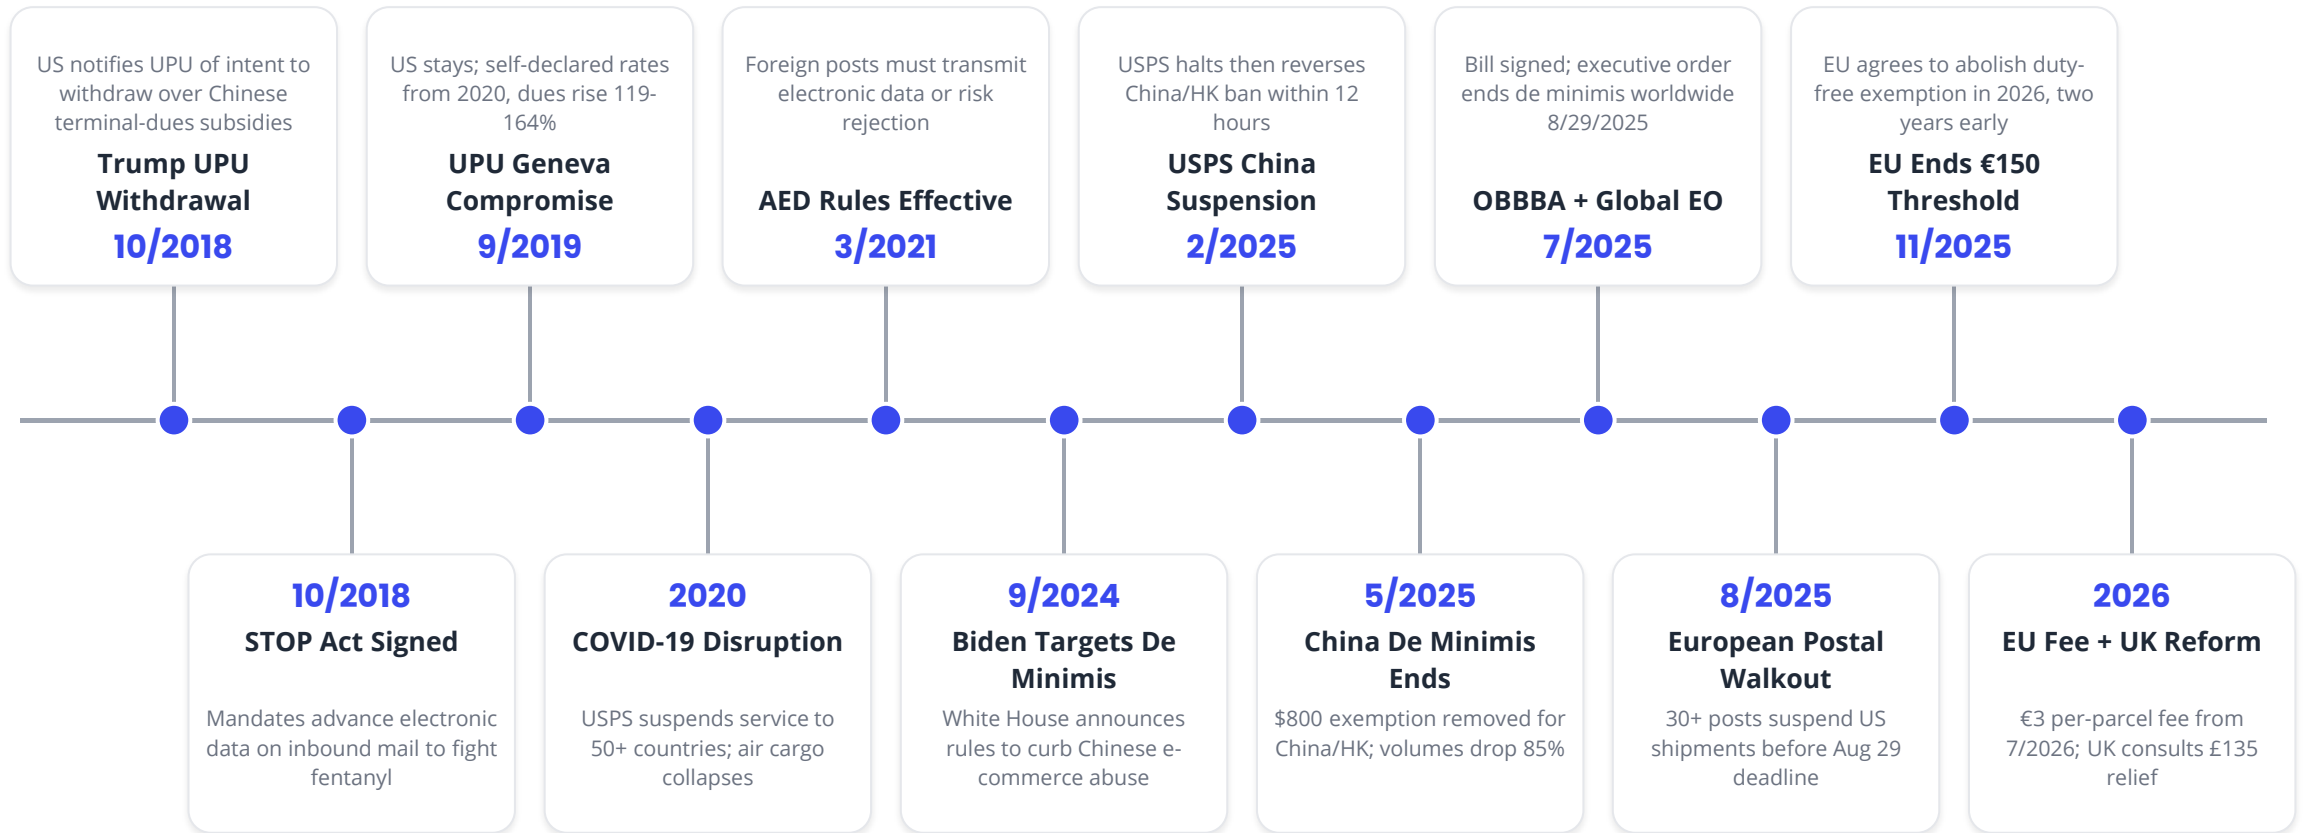 US notifies UPU of intent to
withdraw over Chinese
terminal-dues subsidies
Trump UPU
Withdrawal
10/2018
US stays; self-declared rates
from 2020, dues rise 119-
164%
UPU Geneva
Compromise
9/2019
Foreign posts must transmit
electronic data or risk
rejection
AED Rules Effective
3/2021
USPS halts then reverses
China/HK ban within 12
hours
USPS China
Suspension
2/2025
Bill signed; executive order
ends de minimis worldwide
8/29/2025
OBBBA + Global EO
7/2025
EU agrees to abolish duty-
free exemption in 2026, two
years early
EU Ends €150
Threshold
11/2025
10/2018
STOP Act Signed
Mandates advance electronic
data on inbound mail to fight
fentanyl
2020
COVID-19 Disruption
USPS suspends service to
50+ countries; air cargo
collapses
9/2024
Biden Targets De
Minimis
White House announces
rules to curb Chinese e-
commerce abuse
5/2025
China De Minimis
Ends
$800 exemption removed for
China/HK; volumes drop 85%
8/2025
European Postal
Walkout
30+ posts suspend US
shipments before Aug 29
deadline
2026
EU Fee + UK Reform
€3 per-parcel fee from
7/2026; UK consults £135
relief